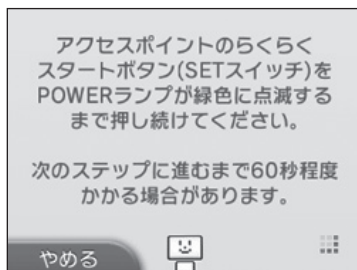 アクセスポイントのらくらく
スタートボタン(SETスイッチ)を
POWERランプが緑色に点滅する
まで押し続けてください。
次のステップに進むまで60秒程度
かかる場合があります。
やめる